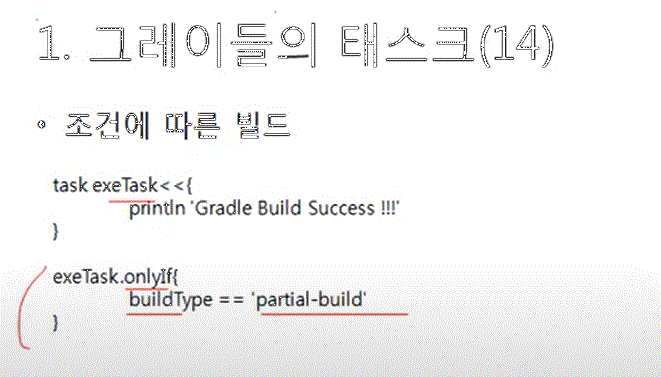 1. 그레이들의 태스크(14)
• 조건에 따른 빌드
task exeTask<<{
println 'Gradle Build Success !!!'
}
exeTask.onlyIf{
buildType == 'partial-build'
}